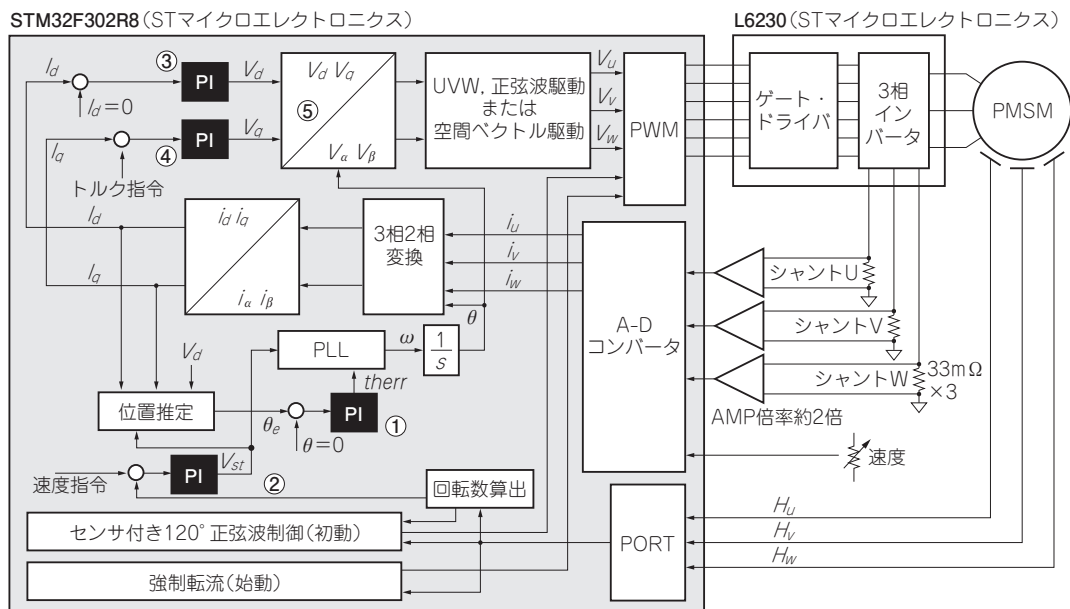 STM32F302R8(STマイクロエレクトロニクス)
L6230(STマイクロエレクトロニクス)
I_d
③
PI
V_d
I_d=0
I_q
④
PI
V_q
トルク指令
V_d V_q
⑤
V_α V_β
UVW, 正弦波駆動
または
空間ベクトル駆動
V_u
V_v
V_w
PWM
ゲート・
ドライバ
3相
イン
バータ
PMSM
I_d
I_q
i_d i_q
i_α i_β
3相2相
変換
i_u
i_v
i_w
θ
A-D
コンバータ
シャントU
シャントV
シャントW
33mΩ
×3
AMP倍率約2倍
速度
PLL
ω
1
s
therr
V_d
位置推定
θ_e
θ=0
PI
①
速度指令
PI
V_st
②
回転数算出
センサ付き120°正弦波制御(初動)
強制転流(始動)
PORT
H_u
H_v
H_w